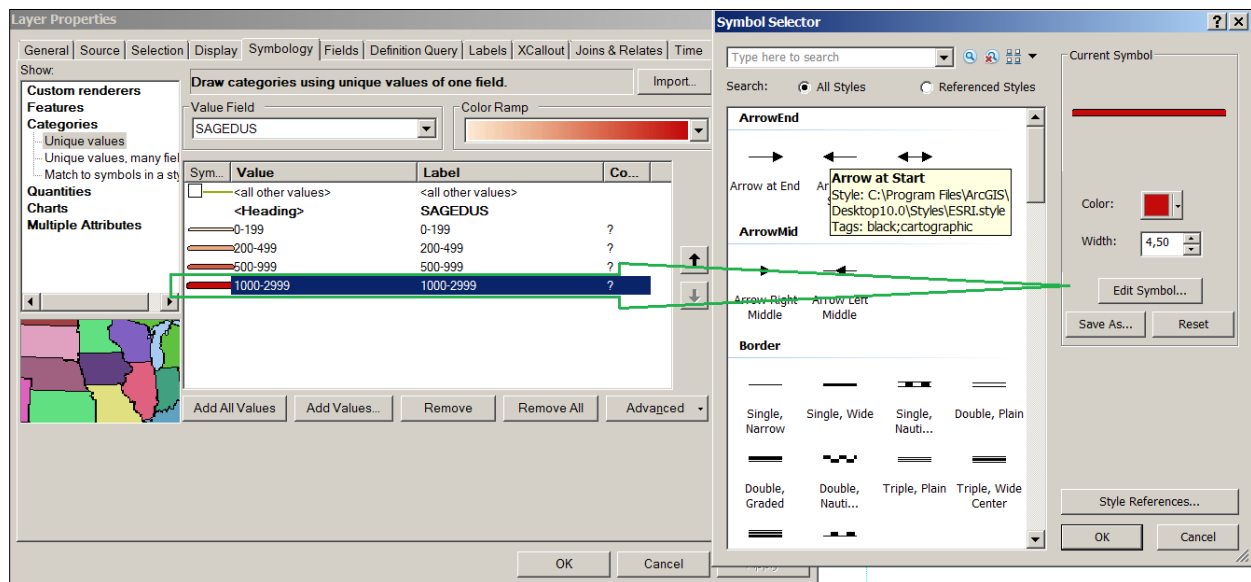 Layer Properties
General Source Selection Display Symbology Fields Definition Query Labels XCallout Joins & Relates Time
Show:
Custom renderers
Features
Categories
Unique values
Unique values, many fiel
Match to symbols in a sty
Quantities
Charts
Multiple Attributes
Draw categories using unique values of one field.
Import...
Value Field
SAGEDUS
Color Ramp
Sym... Value Label Co...
<all other values> <all other values>
<Heading> SAGEDUS
0-199 0-199 ?
200-499 200-499 ?
500-999 500-999 ?
1000-2999 1000-2999 ?
Add All Values Add Values... Remove Remove All Advanced
OK Cancel
Symbol Selector
Type here to search
Search: All Styles Referenced Styles
ArrowEnd
Arrow at End
Arrow at Start
Style: C:\Program Files\ArcGIS\
Desktop10.0\Styles\ESRI.style
Tags: black;cartographic
ArrowMid
Arrow Right
Middle
Arrow Left
Middle
Border
Single,
Narrow
Single, Wide
Single,
Nauti...
Double, Plain
Double,
Graded
Double,
Nauti...
Triple, Plain
Triple, Wide
Center
Current Symbol
Color:
Width: 4,50
Edit Symbol...
Save As... Reset
Style References...
OK Cancel